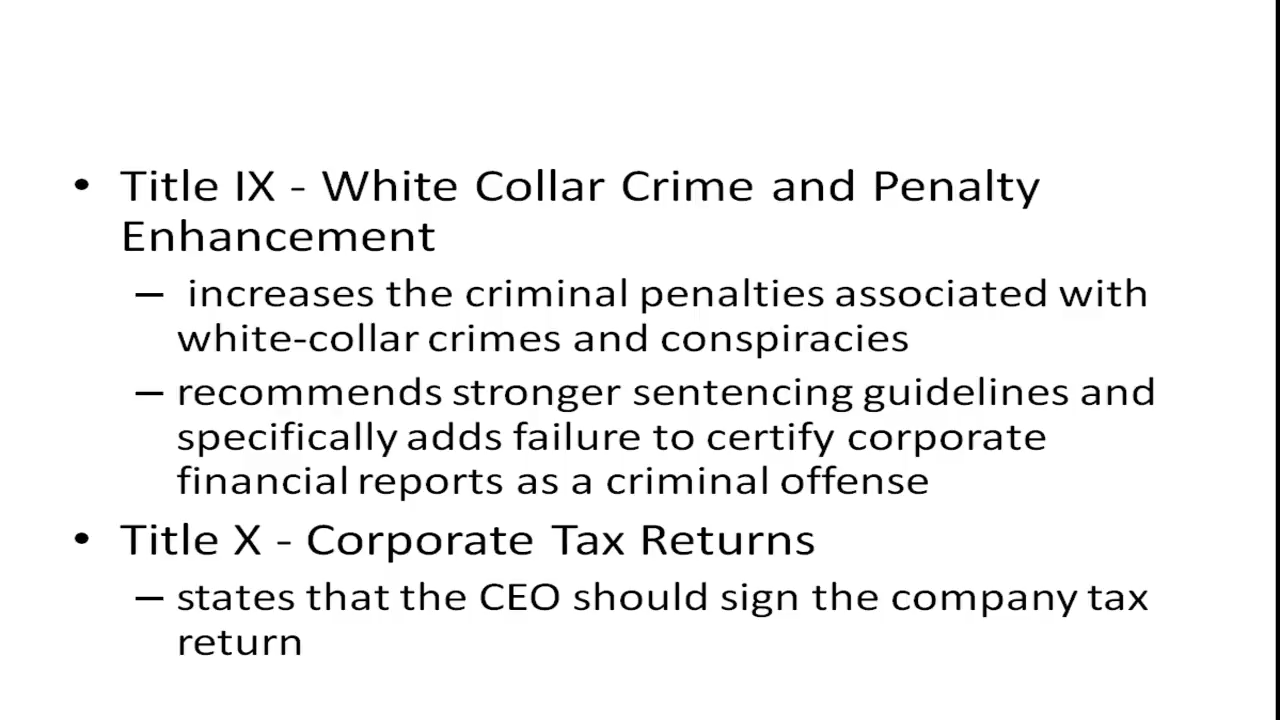 • Title IX - White Collar Crime and Penalty
Enhancement
– increases the criminal penalties associated with
white-collar crimes and conspiracies
– recommends stronger sentencing guidelines and
specifically adds failure to certify corporate
financial reports as a criminal offense
• Title X - Corporate Tax Returns
– states that the CEO should sign the company tax
return